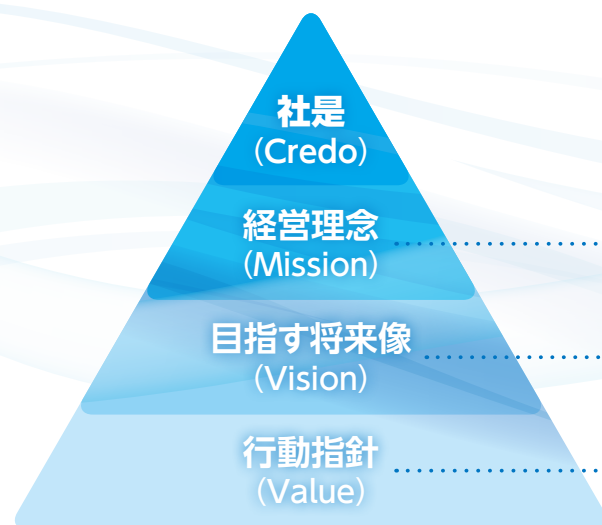 社是
(Credo)
経営理念
(Mission)
目指す将来像
(Vision)
行動指針
(Value)